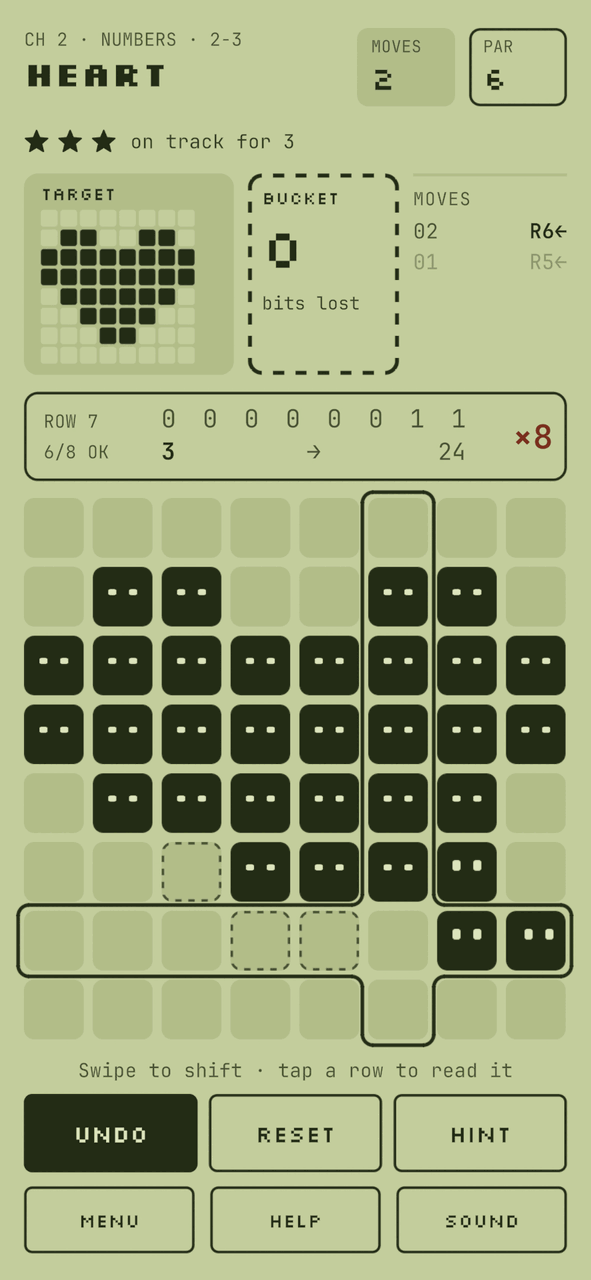 CH 2 · NUMBERS · 2-3
HEART
MOVES
2
PAR
6
★ ★ ★ on track for 3
TARGET
BUCKET
0
bits lost
MOVES
02 R6←
01 R5←
ROW 7 0 0 0 0 0 0 1 1
6/8 OK 3 → 24
×8
Swipe to shift · tap a row to read it
UNDO RESET HINT
MENU HELP SOUND